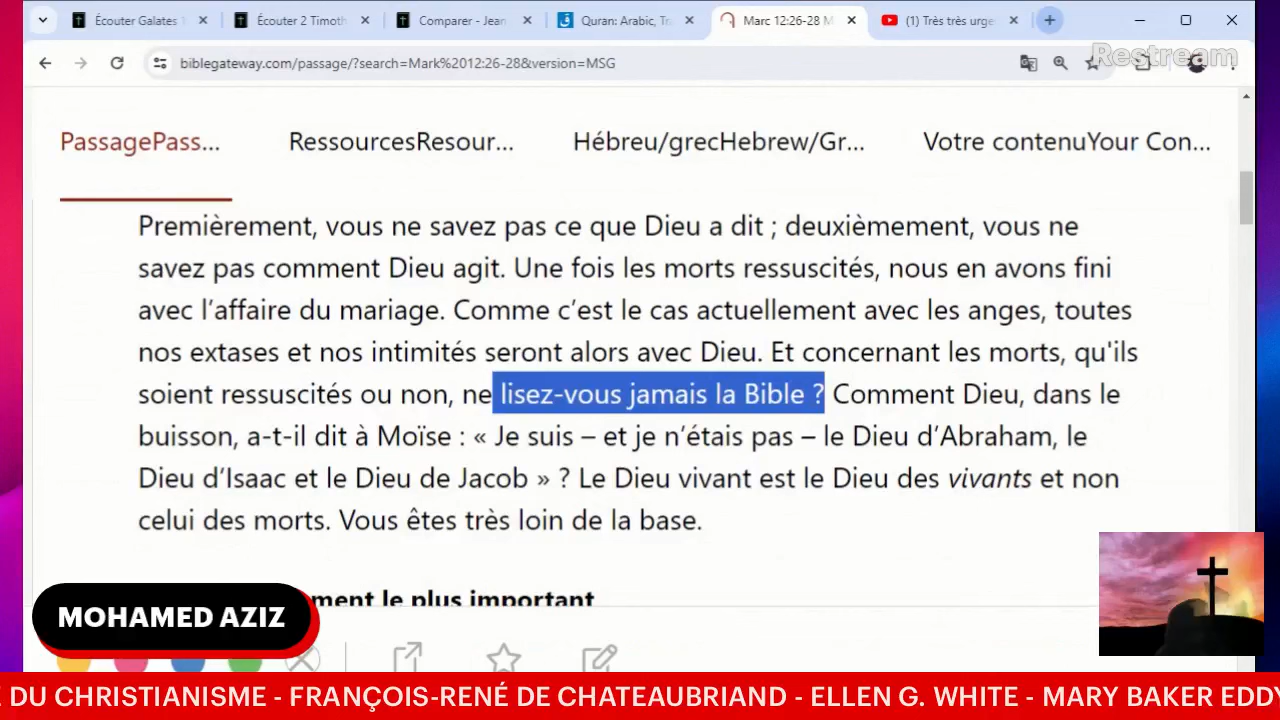 Écouter Galates 1
Écouter 2 Timoth
Comparer - Jean
Quran: Arabic, Tra
Marc 12:26-28 M
(1) Très très urge
biblegateway.com/passage/?search=Mark%2012:26-28&version=MSG
Restream
PassagePass...
RessourcesResour...
Hébreu/grecHebrew/Gr...
Votre contenuYour Con...
Premièrement, vous ne savez pas ce que Dieu a dit ; deuxièmement, vous ne
savez pas comment Dieu agit. Une fois les morts ressuscités, nous en avons fini
avec l’affaire du mariage. Comme c’est le cas actuellement avec les anges, toutes
nos extases et nos intimités seront alors avec Dieu. Et concernant les morts, qu'ils
soient ressuscités ou non, ne lisez-vous jamais la Bible ? Comment Dieu, dans le
buisson, a-t-il dit à Moïse : « Je suis – et je n’étais pas – le Dieu d’Abraham, le
Dieu d’Isaac et le Dieu de Jacob » ? Le Dieu vivant est le Dieu des vivants et non
celui des morts. Vous êtes très loin de la base.
ment le plus important
MOHAMED AZIZ
E DU CHRISTIANISME - FRANÇOIS-RENÉ DE CHATEAUBRIAND - ELLEN G. WHITE - MARY BAKER EDDY